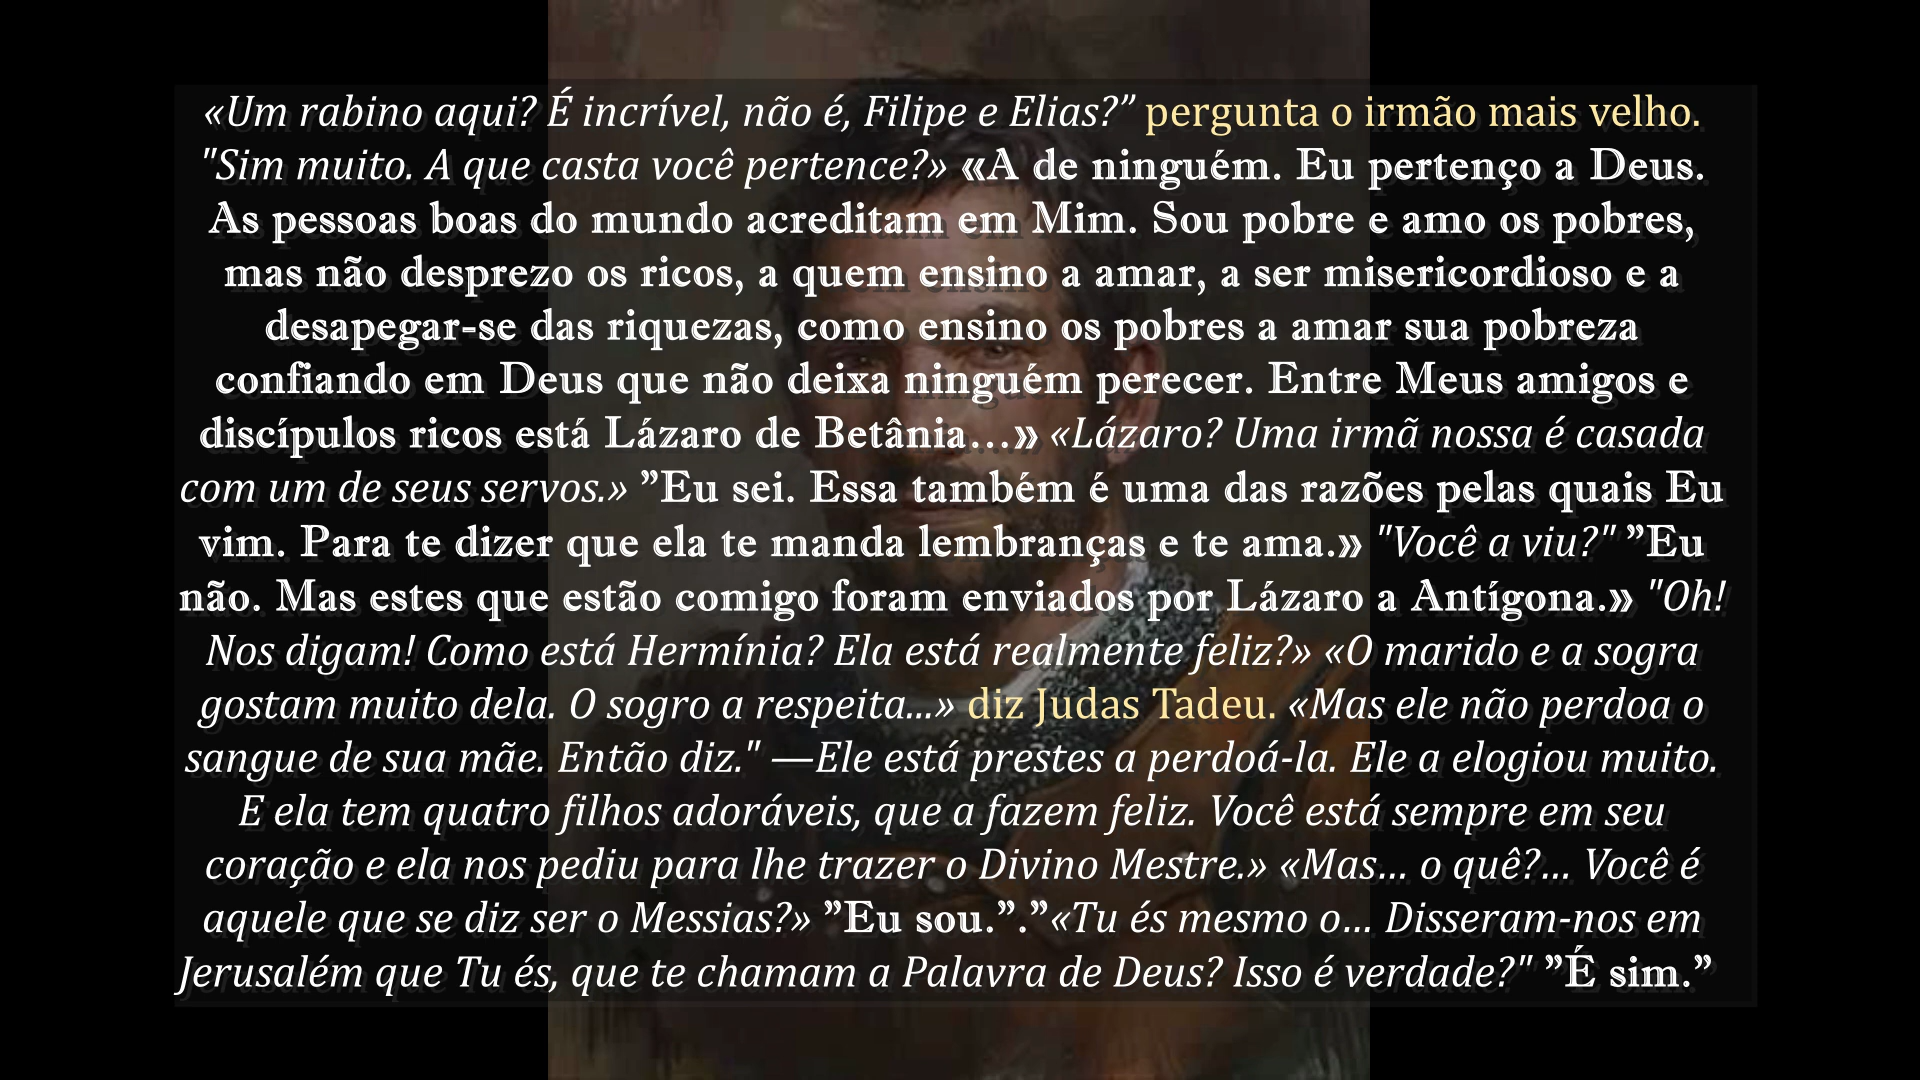 «Um rabino aqui? É incrível, não é, Filipe e Elias?” pergunta o irmão mais velho.
"Sim muito. A que casta você pertence?» «A de ninguém. Eu pertenço a Deus.
As pessoas boas do mundo acreditam em Mim. Sou pobre e amo os pobres,
mas não desprezo os ricos, a quem ensino a amar, a ser misericordioso e a
desapegar-se das riquezas, como ensino os pobres a amar sua pobreza
confiando em Deus que não deixa ninguém perecer. Entre Meus amigos e
discípulos ricos está Lázaro de Betânia…» «Lázaro? Uma irmã nossa é casada
com um de seus servos.» ”Eu sei. Essa também é uma das razões pelas quais Eu
vim. Para te dizer que ela te manda lembranças e te ama.» "Você a viu?" ”Eu
não. Mas estes que estão comigo foram enviados por Lázaro a Antígona.» "Oh!
Nos digam! Como está Hermínia? Ela está realmente feliz?» «O marido e a sogra
gostam muito dela. O sogro a respeita...» diz Judas Tadeu. «Mas ele não perdoa o
sangue de sua mãe. Então diz." —Ele está prestes a perdoá-la. Ele a elogiou muito.
E ela tem quatro filhos adoráveis, que a fazem feliz. Você está sempre em seu
coração e ela nos pediu para lhe trazer o Divino Mestre.» «Mas… o quê?… Você é
aquele que se diz ser o Messias?» ”Eu sou.”.”«Tu és mesmo o… Disseram-nos em
Jerusalém que Tu és, que te chamam a Palavra de Deus? Isso é verdade?" ”É sim.”